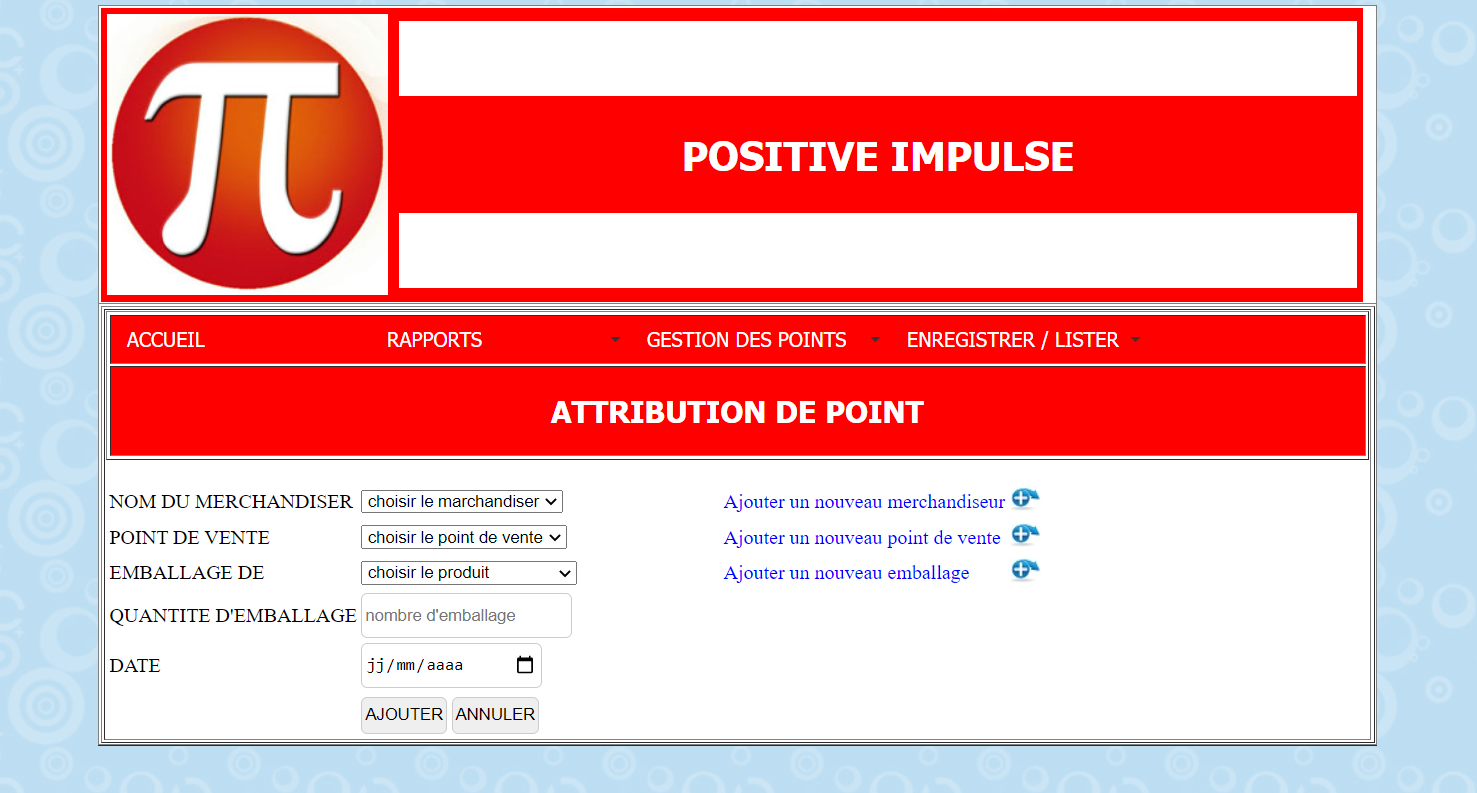 π
POSITIVE IMPULSE
ACCUEIL RAPPORTS GESTION DES POINTS ENREGISTRER / LISTER
ATTRIBUTION DE POINT
NOM DU MERCHANDISER choisir le marchandiser Ajouter un nouveau merchandiseur
POINT DE VENTE choisir le point de vente Ajouter un nouveau point de vente
EMBALLAGE DE choisir le produit Ajouter un nouveau emballage
QUANTITE D'EMBALLAGE nombre d'emballage
DATE jj/mm/aaaa
AJOUTER ANNULER